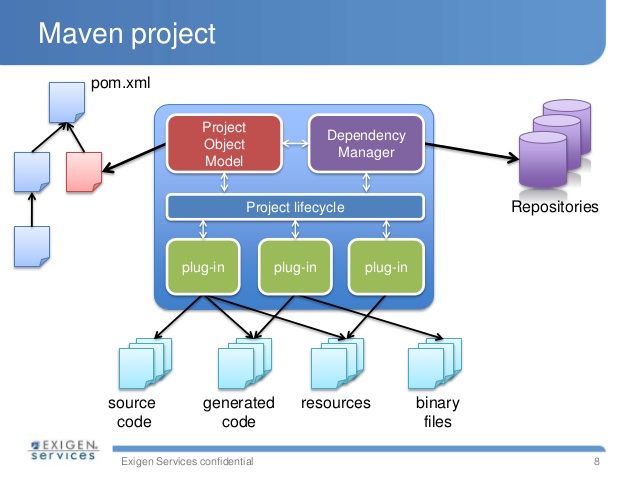 Maven project
pom.xml
Project
Object
Model
Dependency
Manager
Project lifecycle
Repositories
plug-in
plug-in
plug-in
source
code
generated
code
resources
binary
files
EXIGEN
services
Exigen Services confidential
8